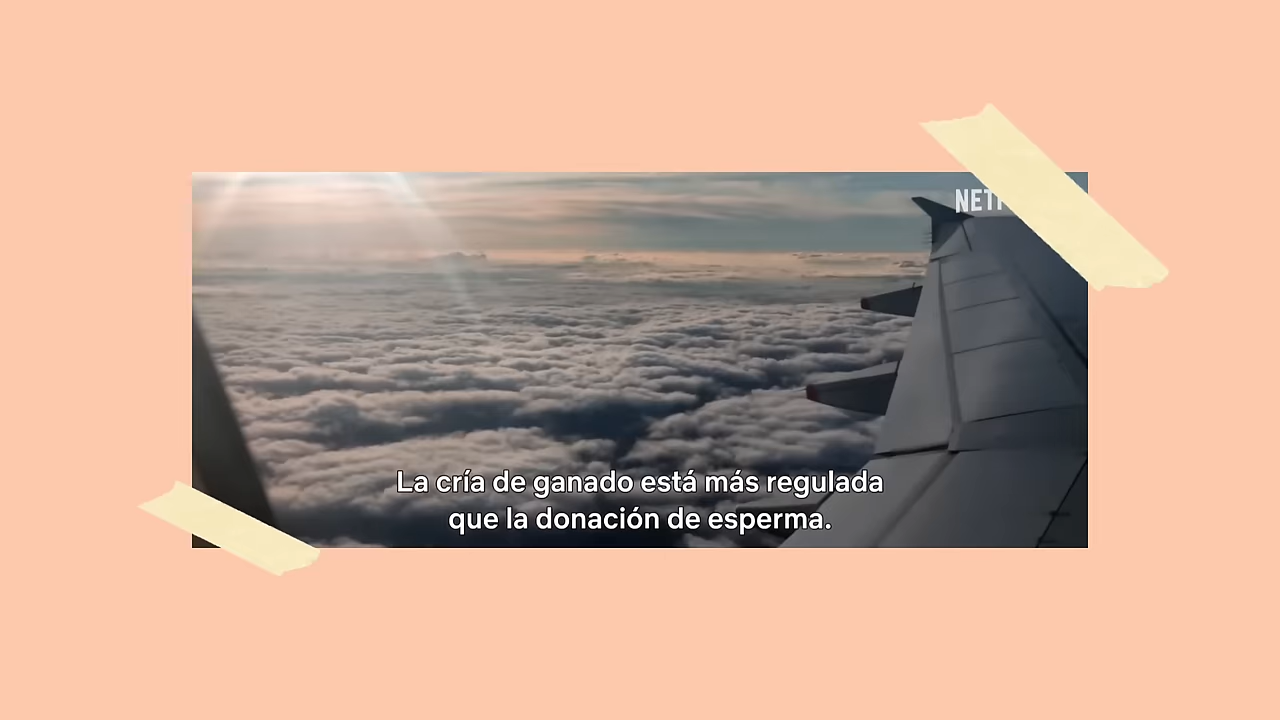 La cría de ganado está más regulada
que la donación de esperma.